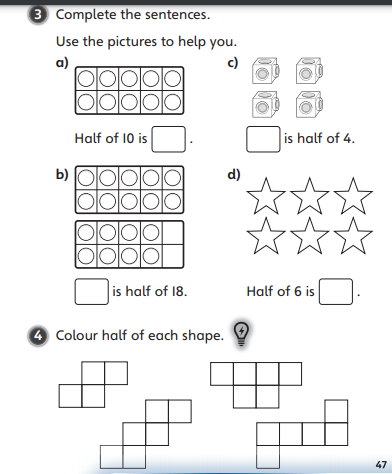 3 Complete the sentences.
Use the pictures to help you.
a)
Half of 10 is .
c)
is half of 4.
b)
is half of 18.
d)
Half of 6 is .
4 Colour half of each shape.
47